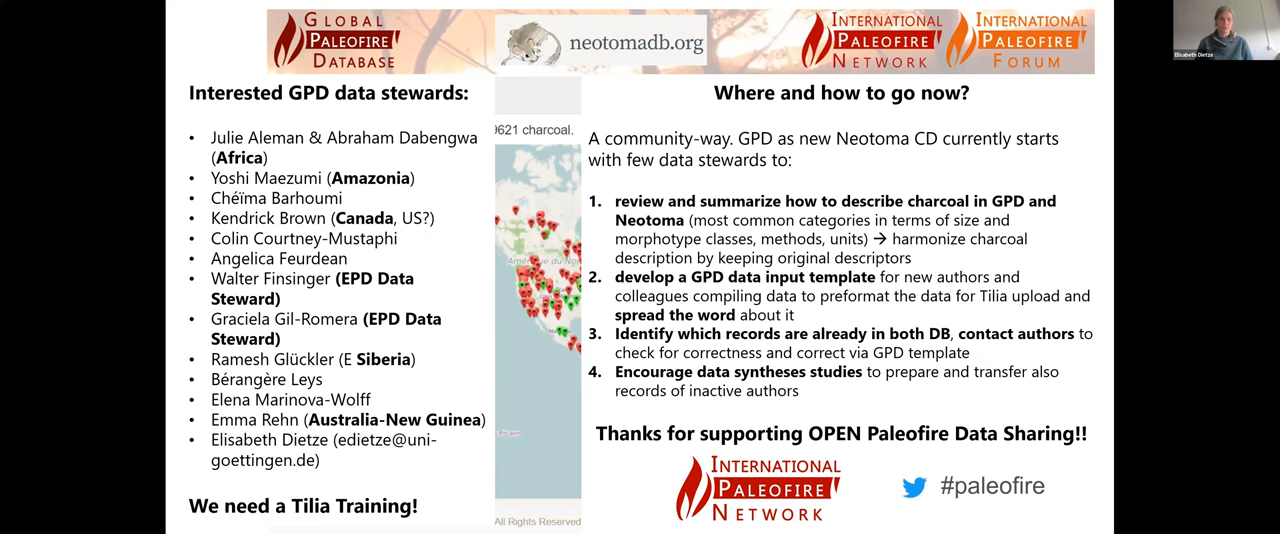 GLOBAL
PALEOFIRE
DATABASE
neotomadb.org
INTERNATIONAL
PALEOFIRE
NETWORK
INTERNATIONAL
PALEOFIRE
FORUM
Elisabeth Dietze
Interested GPD data stewards:
• Julie Aleman & Abraham Dabengwa
(Africa)
• Yoshi Maezumi (Amazonia)
• Chéïma Barhoumi
• Kendrick Brown (Canada, US?)
• Colin Courtney-Mustaphi
• Angelica Feurdean
• Walter Finsinger (EPD Data
Steward)
• Graciela Gil-Romera (EPD Data
Steward)
• Ramesh Glückler (E Siberia)
• Bérangère Leys
• Elena Marinova-Wolff
• Emma Rehn (Australia-New Guinea)
• Elisabeth Dietze (edietze@uni-
goettingen.de)
We need a Tilia Training!
9621 charcoal.
Amérique du No
All Rights Reserved
Where and how to go now?
A community-way. GPD as new Neotoma CD currently starts
with few data stewards to:
1. review and summarize how to describe charcoal in GPD and
Neotoma (most common categories in terms of size and
morphotype classes, methods, units) → harmonize charcoal
description by keeping original descriptors
2. develop a GPD data input template for new authors and
colleagues compiling data to preformat the data for Tilia upload and
spread the word about it
3. Identify which records are already in both DB, contact authors to
check for correctness and correct via GPD template
4. Encourage data syntheses studies to prepare and transfer also
records of inactive authors
Thanks for supporting OPEN Paleofire Data Sharing!!
INTERNATIONAL
PALEOFIRE
NETWORK
#paleofire